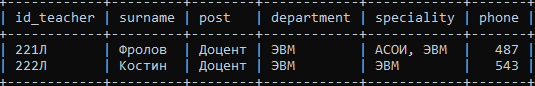 id_teacher | surname | post | department | speciality | phone
221Л | Фролов | Доцент | ЭВМ | АСОИ, ЭВМ | 487
222Л | Костин | Доцент | ЭВМ | ЭВМ | 543